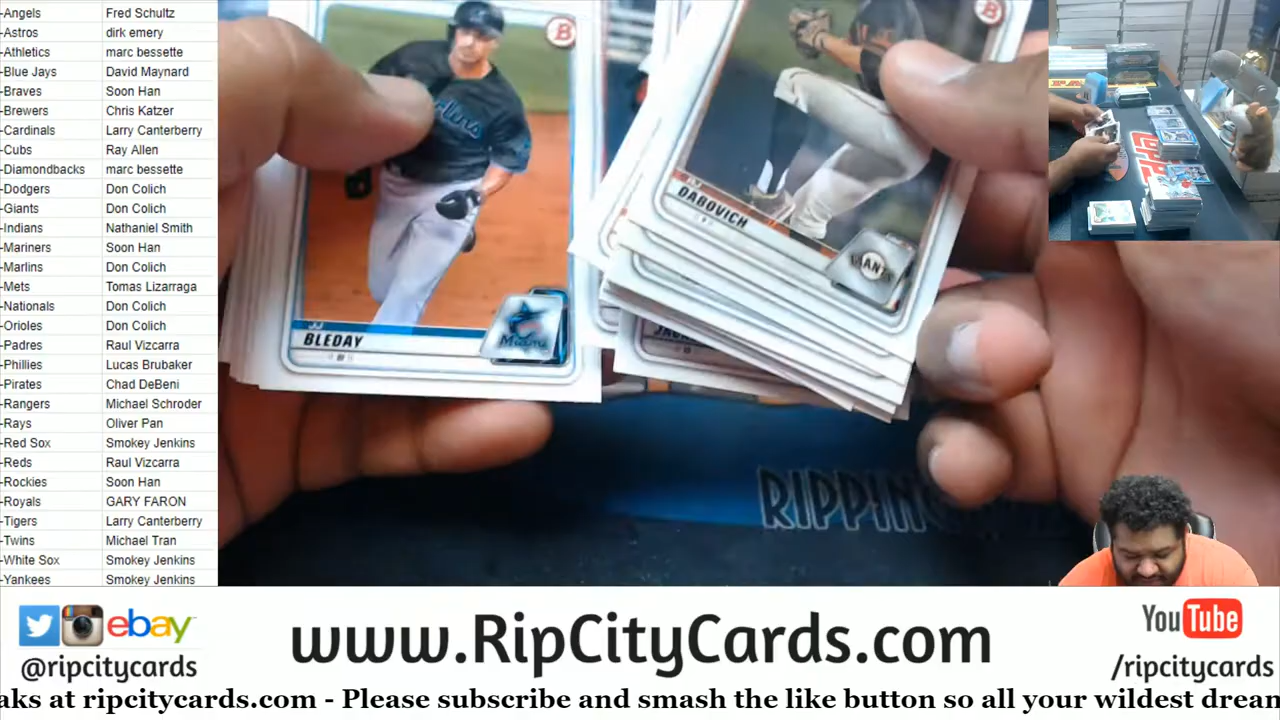 -Angels Fred Schultz
-Astros dirk emery
-Athletics marc bessette
-Blue Jays David Maynard
-Braves Soon Han
-Brewers Chris Katzer
-Cardinals Larry Canterberry
-Cubs Ray Allen
-Diamondbacks marc bessette
-Dodgers Don Colich
-Giants Don Colich
-Indians Nathaniel Smith
-Mariners Soon Han
-Marlins Don Colich
-Mets Tomas Lizarraga
-Nationals Don Colich
-Orioles Don Colich
-Padres Raul Vizcarra
-Phillies Lucas Brubaker
-Pirates Chad DeBeni
-Rangers Michael Schroder
-Rays Oliver Pan
-Red Sox Smokey Jenkins
-Reds Raul Vizcarra
-Rockies Soon Han
-Royals GARY FARON
-Tigers Larry Canterberry
-Twins Michael Tran
-White Sox Smokey Jenkins
-Yankees Smokey Jenkins
B
JJ
BLEDAY
Miami
B
DABOVICH
GIANTS
RIPPIN
ebay
@ripcitycards
www.RipCityCards.com
YouTube
/ripcitycards
aks at ripcitycards.com - Please subscribe and smash the like button so all your wildest drean